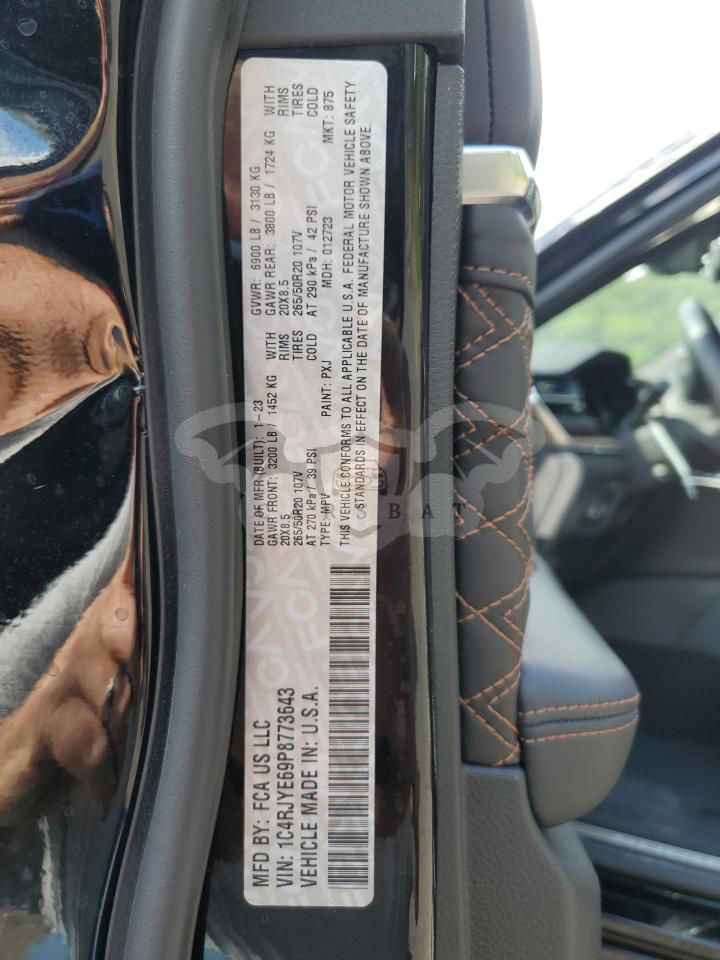 MFD BY: FCA US LLC
DATE OF MFR (BUILT): 1-23
GVWR: 6900 LB / 3130 KG
GAWR FRONT: 3200 LB / 1452 KG WITH
GAWR REAR: 3800 LB / 1724 KG WITH
20X8.5 RIMS
20X8.5 RIMS
265/50R20 107V TIRES
265/50R20 107V TIRES
AT 270 kPa / 39 PSI COLD
AT 290 kPa / 42 PSI COLD
VIN: 1C4RJYE69P8773643
TYPE: MPV
PAINT: PXJ
MDH: 012723
MKT: 875
VEHICLE MADE IN: U.S.A.
THIS VEHICLE CONFORMS TO ALL APPLICABLE U.S.A. FEDERAL MOTOR VEHICLE SAFETY
STANDARDS IN EFFECT ON THE DATE OF MANUFACTURE SHOWN ABOVE.